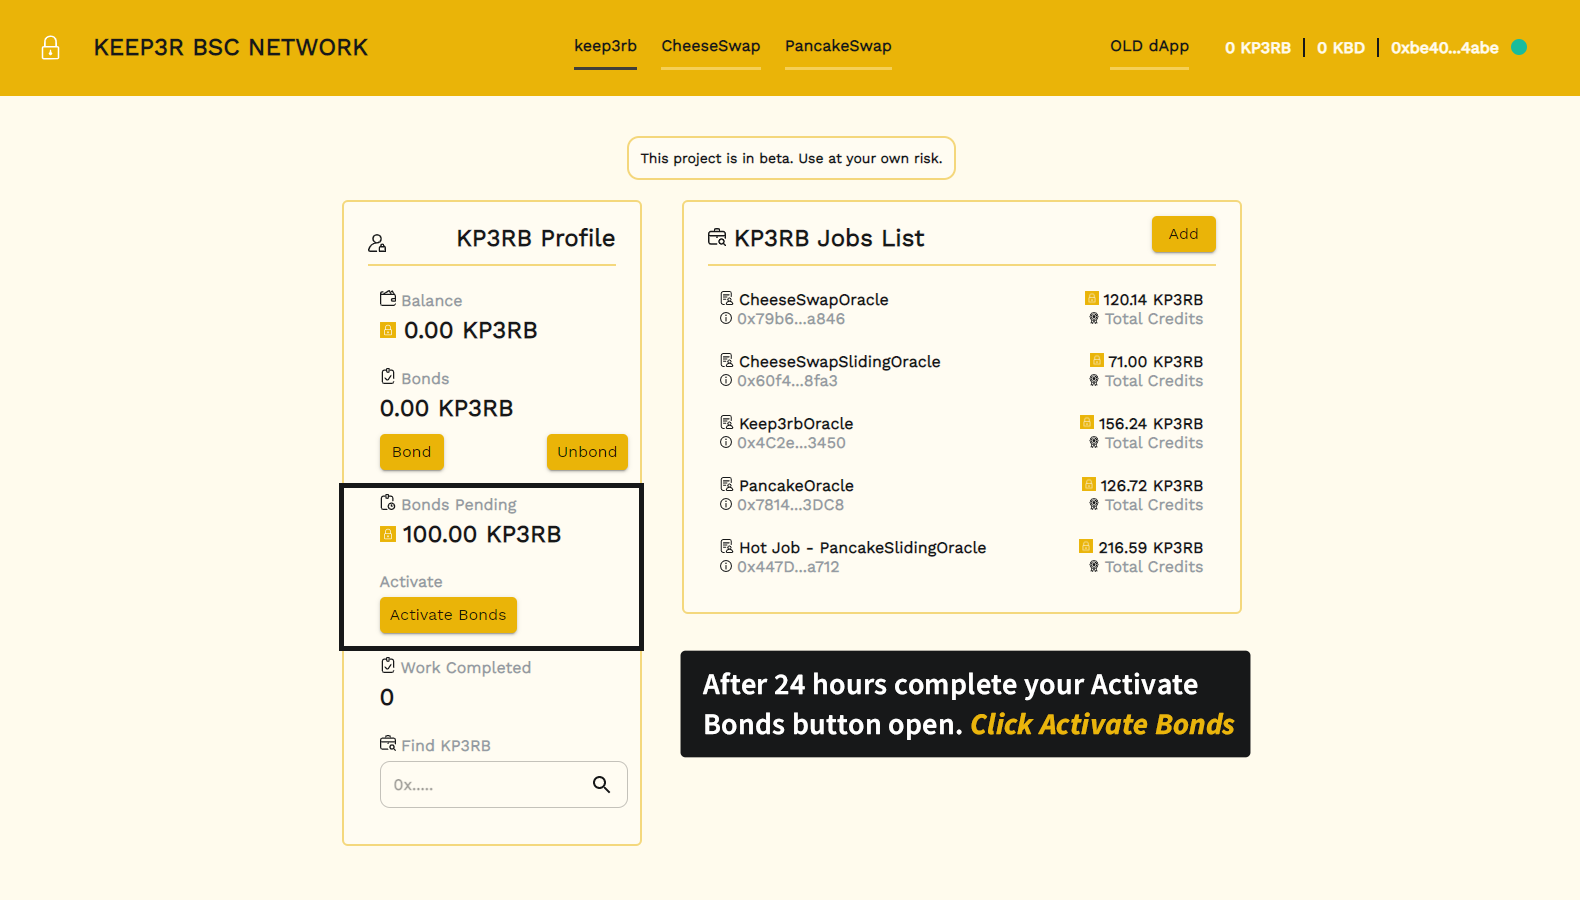 KEEP3R BSC NETWORK
keep3rb CheeseSwap PancakeSwap
OLD dApp 0 KP3RB 0 KBD 0xbe40...4abe
This project is in beta. Use at your own risk.
KP3RB Profile
Balance
0.00 KP3RB
Bonds
0.00 KP3RB
Bond Unbond
Bonds Pending
100.00 KP3RB
Activate
Activate Bonds
Work Completed
0
Find KP3RB
0x.....
KP3RB Jobs List Add
CheeseSwapOracle 120.14 KP3RB
0x79b6...a846 Total Credits
CheeseSwapSlidingOracle 71.00 KP3RB
0x60f4...8fa3 Total Credits
Keep3rbOracle 156.24 KP3RB
0x4C2e...3450 Total Credits
PancakeOracle 126.72 KP3RB
0x7814...3DC8 Total Credits
Hot Job - PancakeSlidingOracle 216.59 KP3RB
0x447D...a712 Total Credits
After 24 hours complete your Activate
Bonds button open. Click Activate Bonds